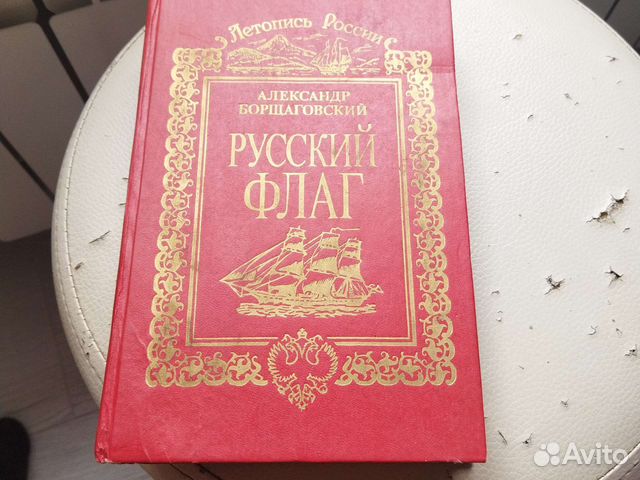 Летопись России
АЛЕКСАНДР
БОРЩАГОВСКИЙ
РУССКИЙ
ФЛАГ
Avito